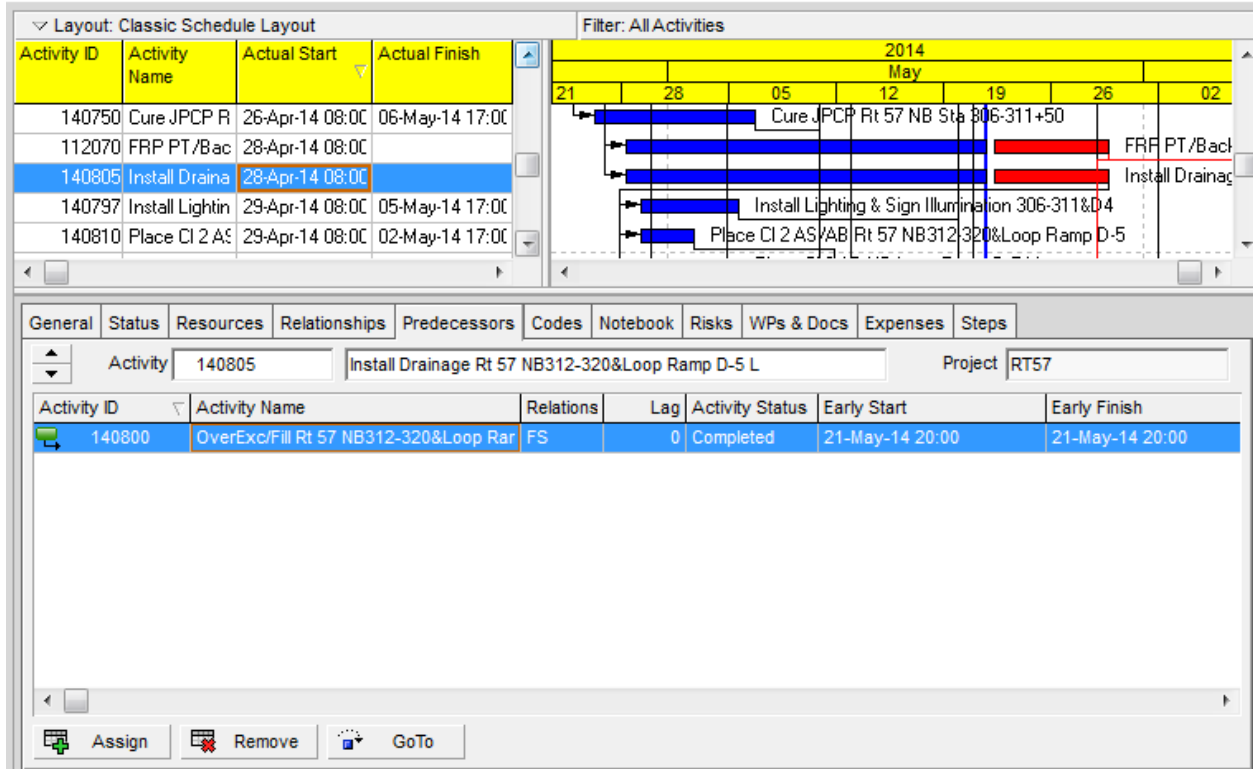 Layout: Classic Schedule Layout Filter: All Activities
Activity ID Activity Name Actual Start Actual Finish 2014
May
21 28 05 12 19 26 02
140750 Cure JPCP R 26-Apr-14 08:00 06-May-14 17:00 Cure JPCP Rt 57 NB Sta 306-311+50
112070 FRP PT/Bac 28-Apr-14 08:00 FRP PT/Back
140805 Install Draina 28-Apr-14 08:00 Install Drainag
140797 Install Lightin 29-Apr-14 08:00 05-May-14 17:00 Install Lighting & Sign Illumination 306-311&D4
140810 Place Cl 2 AS 29-Apr-14 08:00 02-May-14 17:00 Place Cl 2 AS/AB Rt 57 NB312-320&Loop Ramp D-5
General Status Resources Relationships Predecessors Codes Notebook Risks WPs & Docs Expenses Steps
Activity 140805 Install Drainage Rt 57 NB312-320&Loop Ramp D-5 L Project RT57
Activity ID Activity Name Relations Lag Activity Status Early Start Early Finish
140800 OverExc/Fill Rt 57 NB312-320&Loop Rar FS 0 Completed 21-May-14 20:00 21-May-14 20:00
Assign Remove GoTo